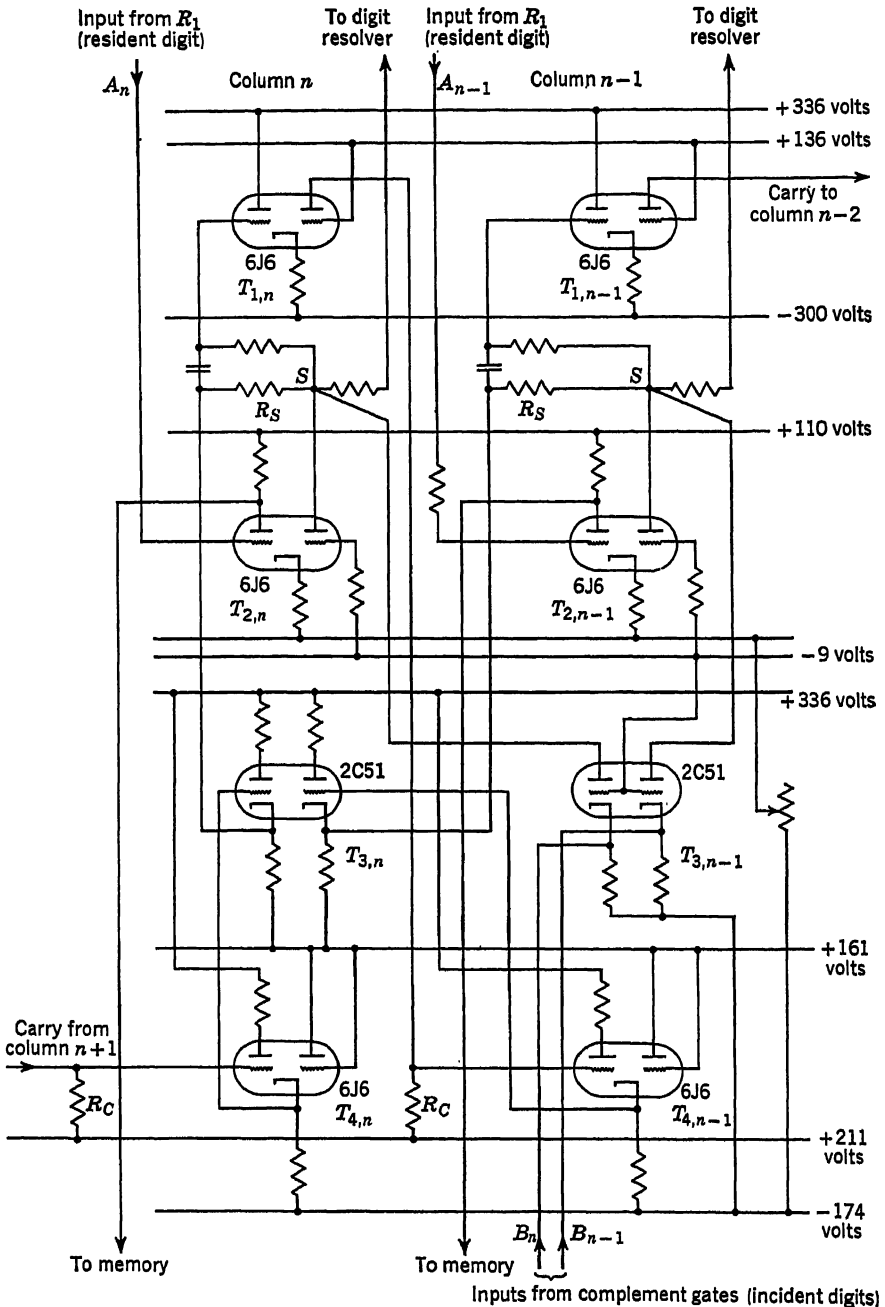 Input from R₁
(resident digit)
To digit
resolver
Input from R₁
(resident digit)
To digit
resolver
Aₙ
Column n
Aₙ₋₁
Column n−1
+336 volts
+136 volts
Carry to
column n−2
6J6
T₁,ₙ
6J6
T₁,ₙ₋₁
−300 volts
S
R_S
S
R_S
+110 volts
6J6
T₂,ₙ
6J6
T₂,ₙ₋₁
−9 volts
+336 volts
2C51
T₃,ₙ
2C51
T₃,ₙ₋₁
+161
volts
Carry from
column n+1
R_C
6J6
T₄,ₙ
R_C
6J6
T₄,ₙ₋₁
+211
volts
−174
volts
Bₙ
Bₙ₋₁
To memory
To memory
Inputs from complement gates (incident digits)